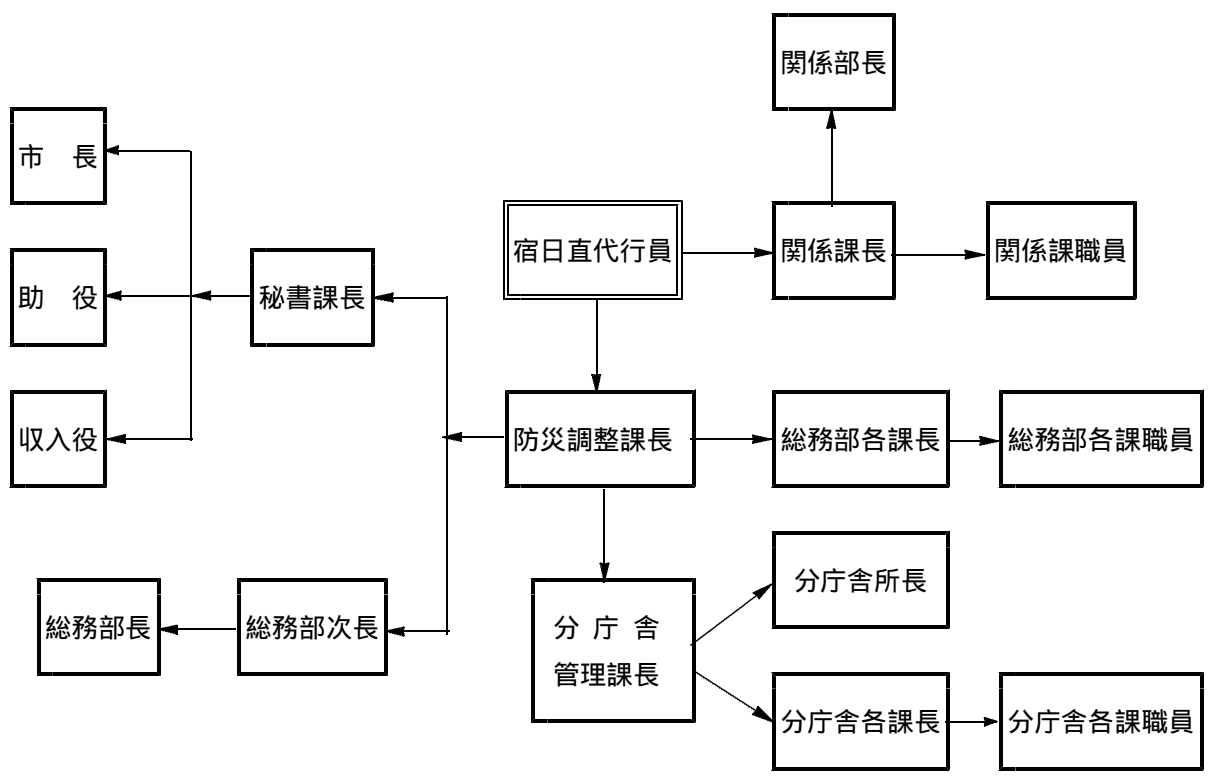 関係部長
市　長
宿日直代行員
関係課長
関係課職員
助　役
秘書課長
収入役
防災調整課長
総務部各課長
総務部各課職員
分庁舎所長
総務部長
総務部次長
分 庁 舎
管理課長
分庁舎各課長
分庁舎各課職員